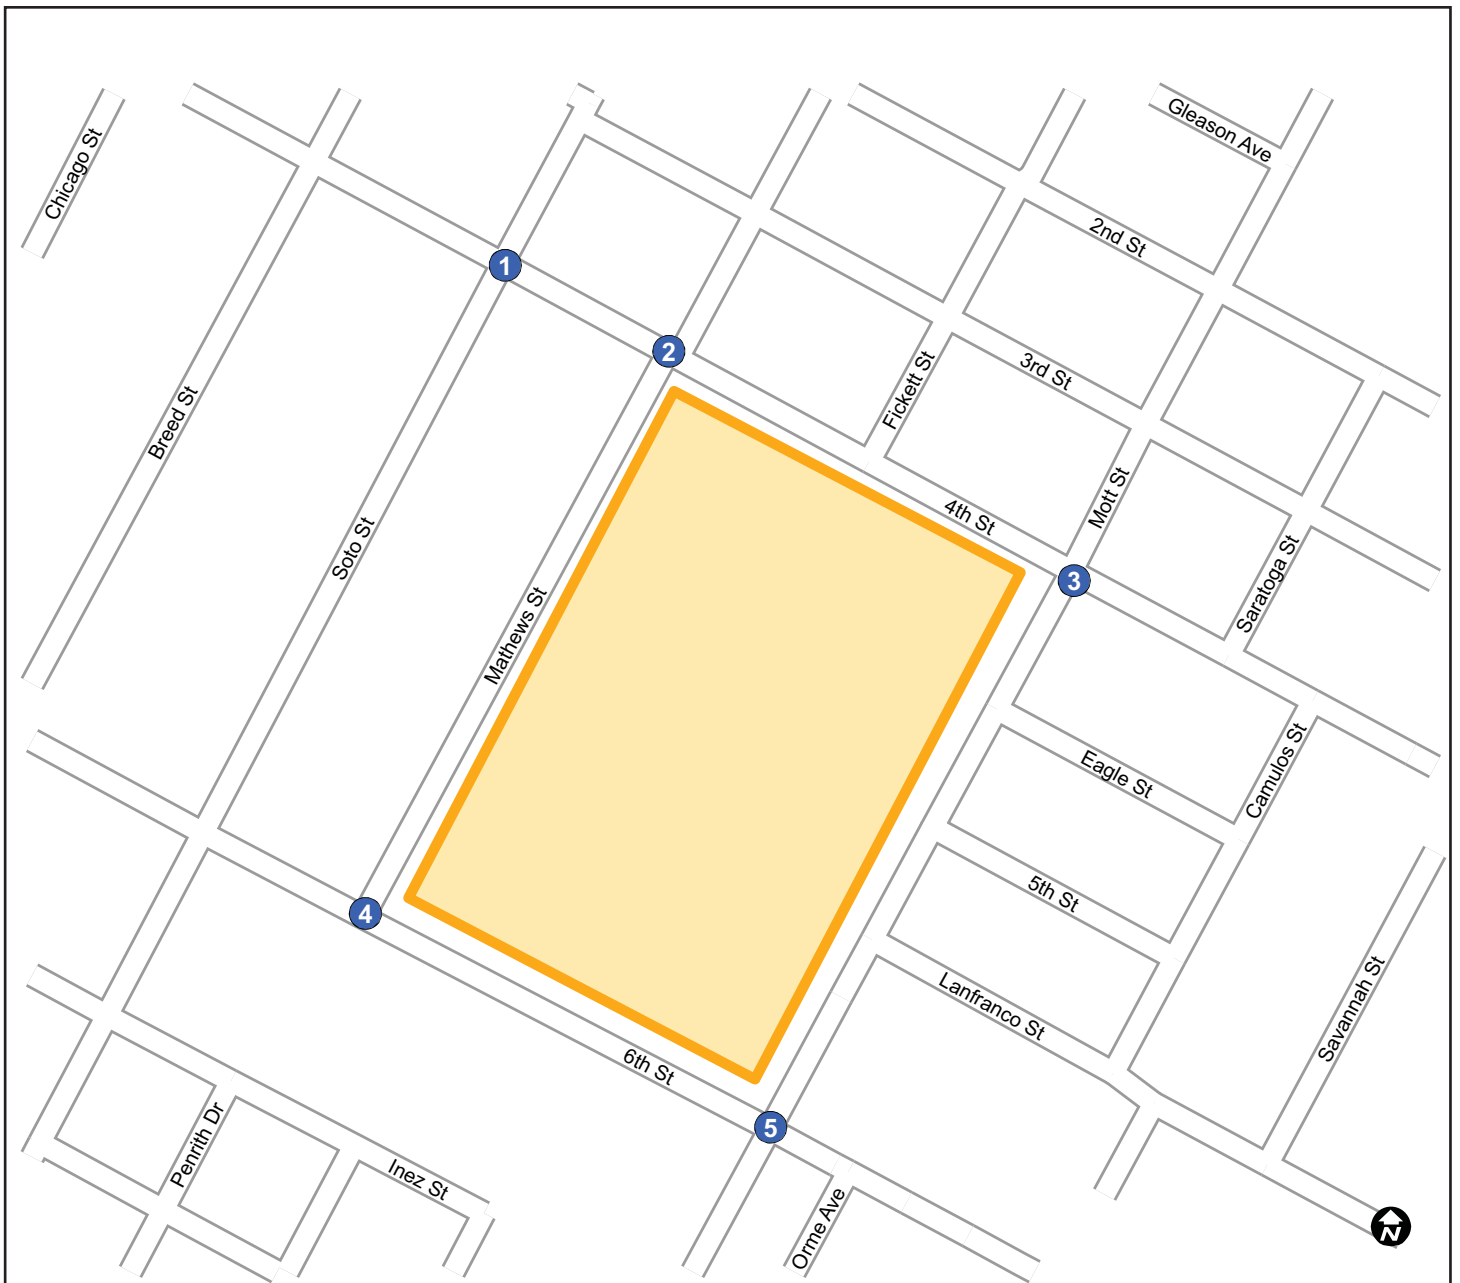 Gleason Ave
Chicago St
2nd St
1
2
3rd St
Fickett St
Breed St
4th St
Mott St
Soto St
3
Saratoga St
Mathews St
Eagle St
Camulos St
5th St
4
Lanfranco St
Savannah St
6th St
5
Penrith Dr
Inez St
Orme Ave
N